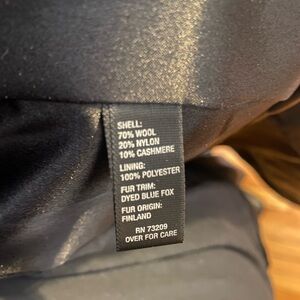 SHELL:
70% WOOL
20% NYLON
10% CASHMERE
LINING:
100% POLYESTER
FUR TRIM:
DYED BLUE FOX
FUR ORIGIN:
FINLAND
RN 73209
OVER FOR CARE